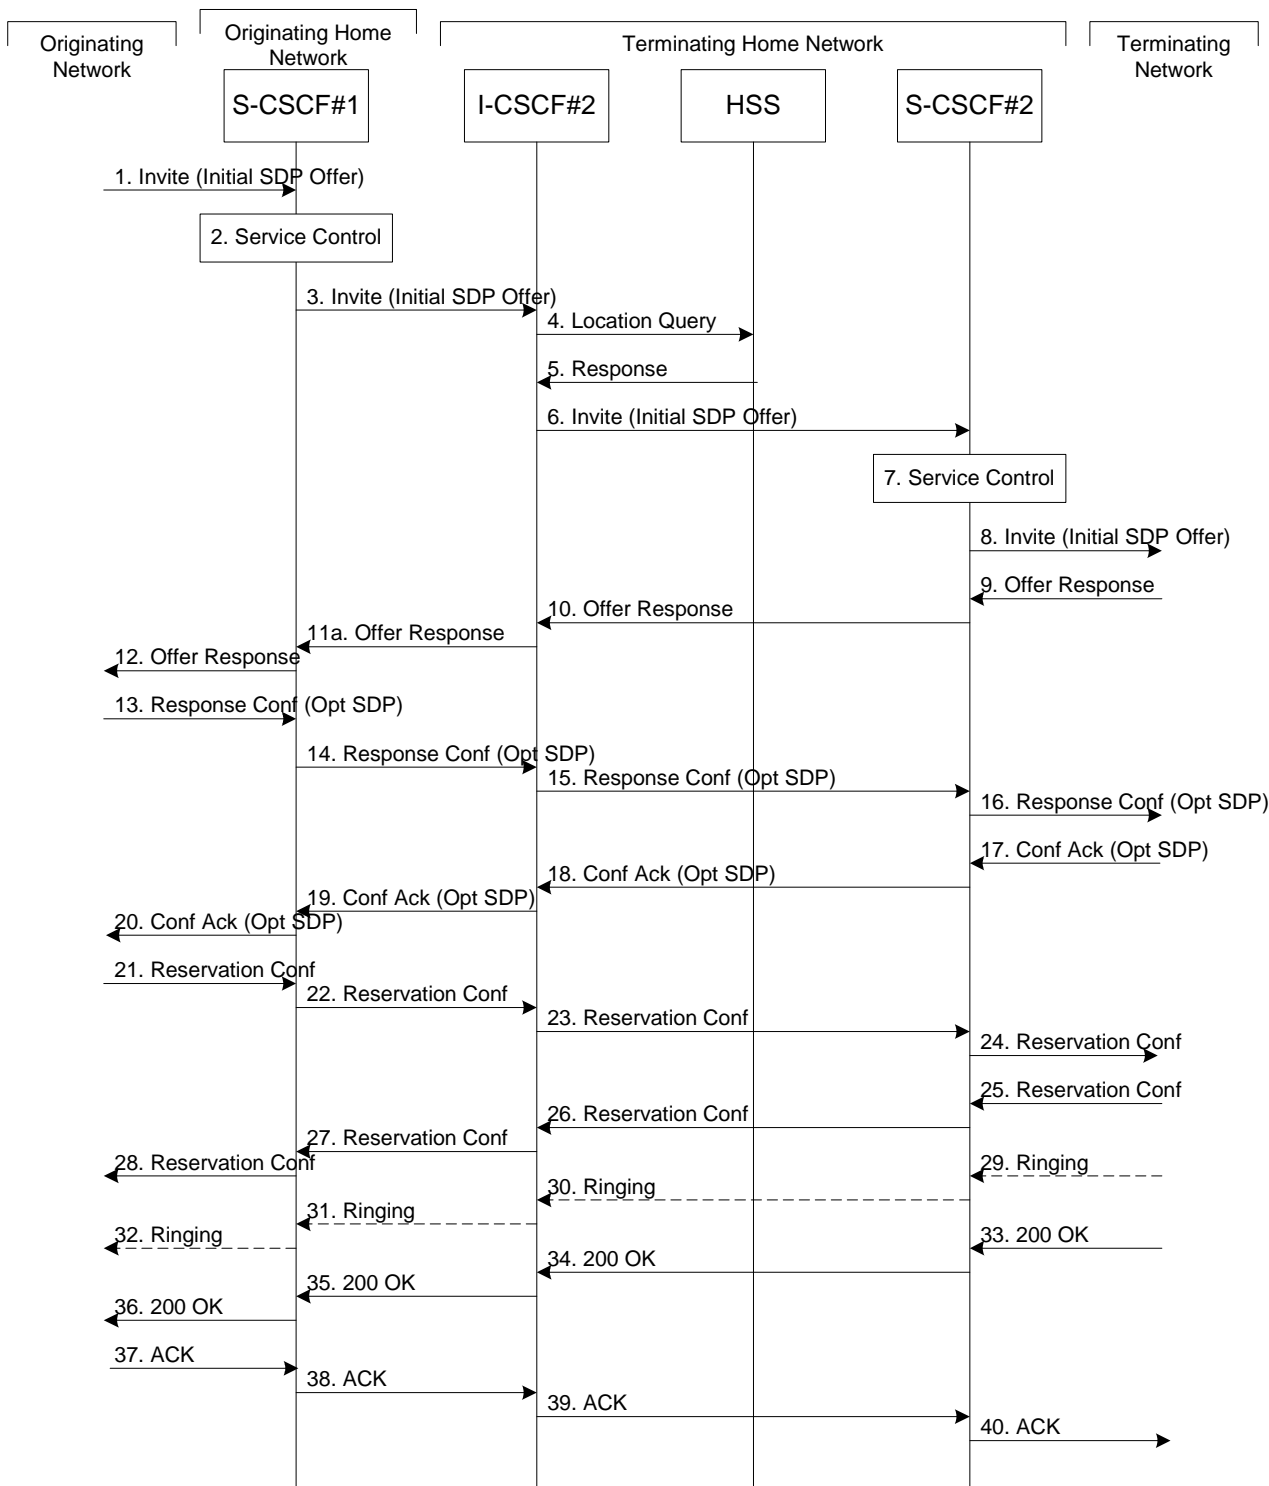 Originating
Network
Originating Home
Network
Terminating Home Network
Terminating
Network
S-CSCF#1
I-CSCF#2
HSS
S-CSCF#2
1. Invite (Initial SDP Offer)
2. Service Control
3. Invite (Initial SDP Offer)
4. Location Query
5. Response
6. Invite (Initial SDP Offer)
7. Service Control
8. Invite (Initial SDP Offer)
9. Offer Response
10. Offer Response
11a. Offer Response
12. Offer Response
13. Response Conf (Opt SDP)
14. Response Conf (Opt SDP)
15. Response Conf (Opt SDP)
16. Response Conf (Opt SDP)
17. Conf Ack (Opt SDP)
18. Conf Ack (Opt SDP)
19. Conf Ack (Opt SDP)
20. Conf Ack (Opt SDP)
21. Reservation Conf
22. Reservation Conf
23. Reservation Conf
24. Reservation Conf
25. Reservation Conf
26. Reservation Conf
27. Reservation Conf
28. Reservation Conf
29. Ringing
30. Ringing
31. Ringing
32. Ringing
33. 200 OK
34. 200 OK
35. 200 OK
36. 200 OK
37. ACK
38. ACK
39. ACK
40. ACK